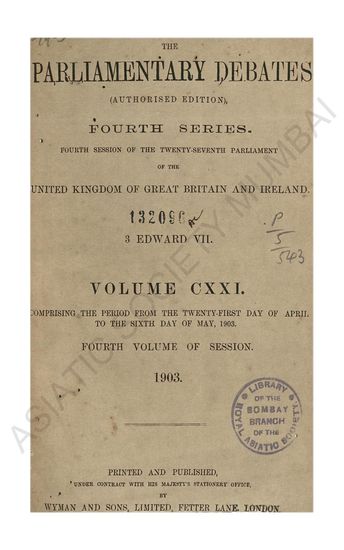 THE
PARLIAMENTARY DEBATES
(AUTHORISED EDITION),
FOURTH SERIES.
FOURTH SESSION OF THE TWENTY-SEVENTH PARLIAMENT
OF THE
UNITED KINGDOM OF GREAT BRITAIN AND IRELAND.
132096
P
5
543
3 EDWARD VII.
VOLUME CXXI.
COMPRISING THE PERIOD FROM THE TWENTY-FIRST DAY OF APRIL
TO THE SIXTH DAY OF MAY, 1903.
FOURTH VOLUME OF SESSION.
1903.
LIBRARY
OF THE
BOMBAY
BRANCH
OF THE
ROYAL ASIATIC SOCIETY
PRINTED AND PUBLISHED,
UNDER CONTRACT WITH HIS MAJESTY'S STATIONERY OFFICE,
BY
WYMAN AND SONS, LIMITED, FETTER LANE, LONDON
ASIATIC SOCIETY MUMBAI